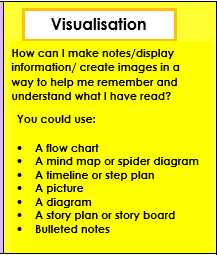 Visualisation
How can I make notes/display
information/ create images in a
way to help me remember and
understand what I have read?
You could use:
• A flow chart
• A mind map or spider diagram
• A timeline or step plan
• A picture
• A diagram
• A story plan or story board
• Bulleted notes